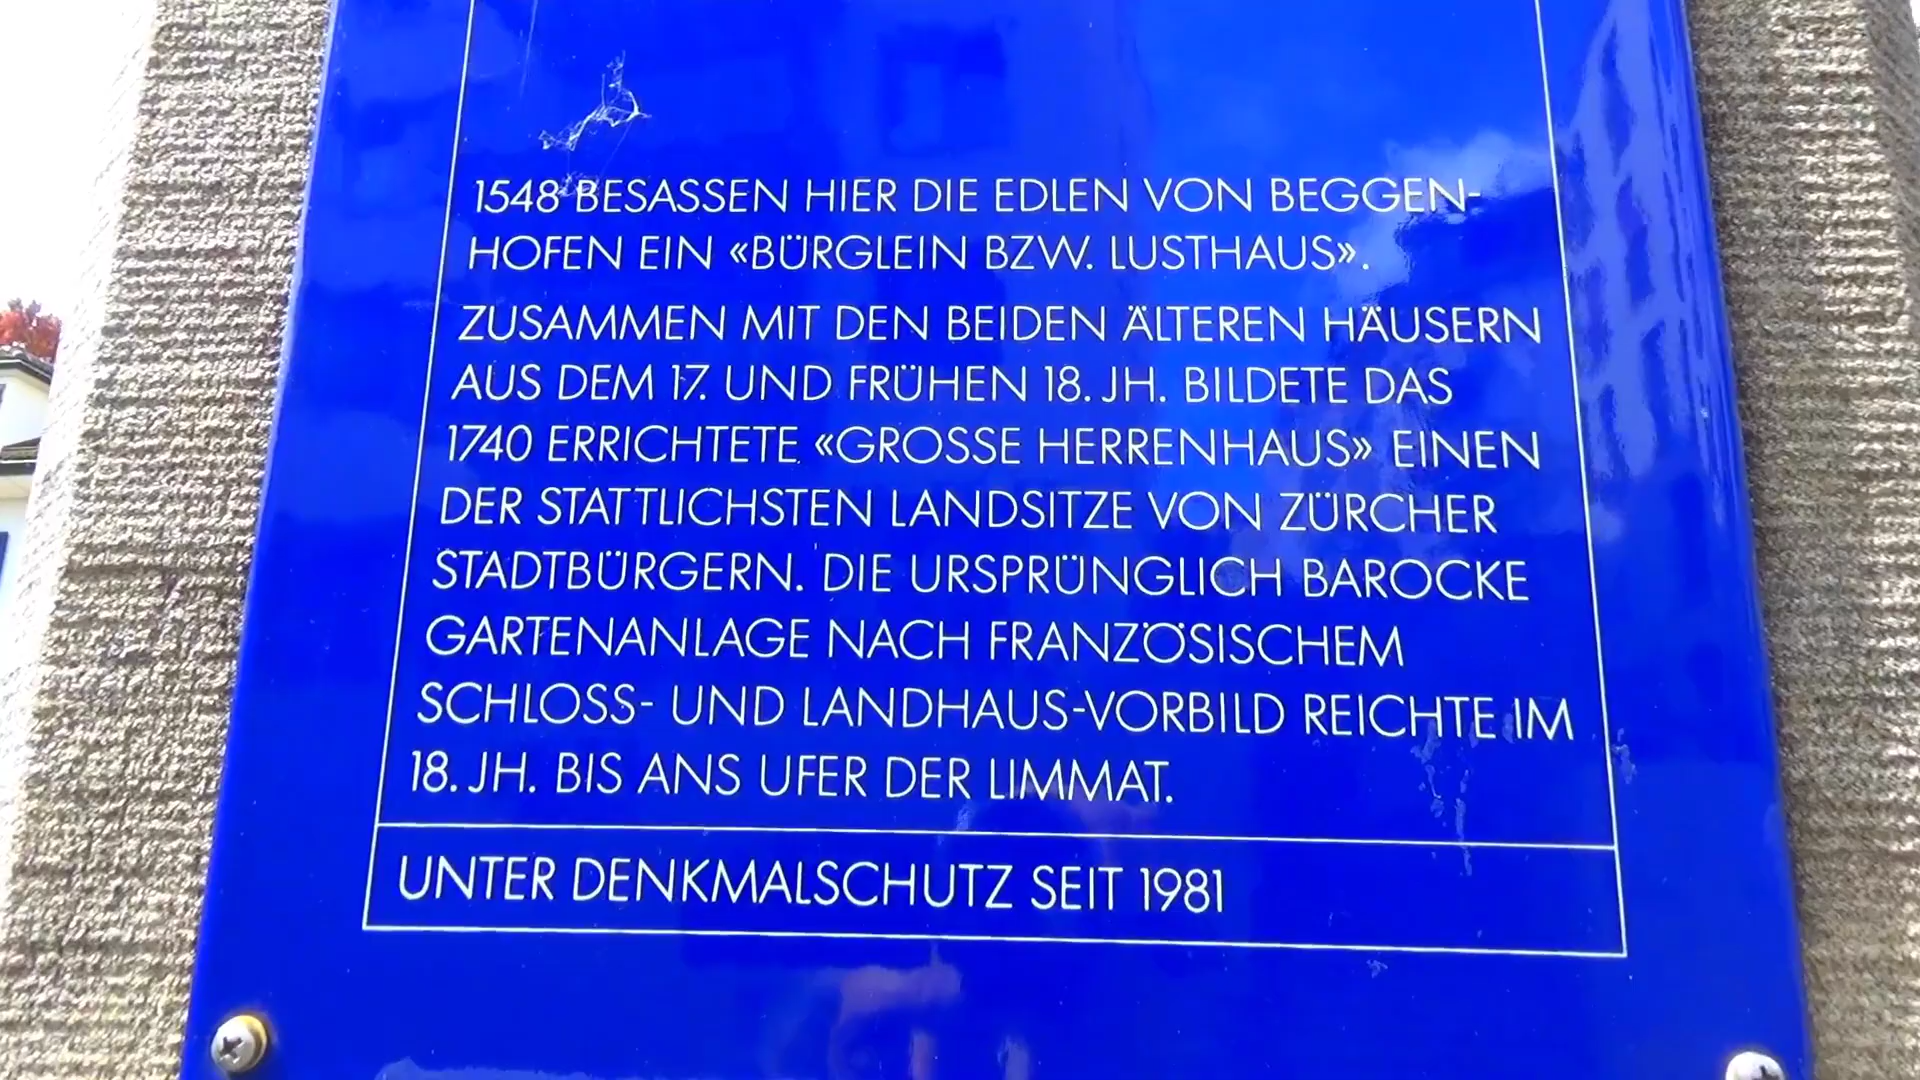 1548 BESASSEN HIER DIE EDLEN VON BEGGEN-
HOFEN EIN «BÜRGLEIN BZW. LUSTHAUS».
ZUSAMMEN MIT DEN BEIDEN ÄLTEREN HÄUSERN
AUS DEM 17. UND FRÜHEN 18. JH. BILDETE DAS
1740 ERRICHTETE «GROSSE HERRENHAUS» EINEN
DER STATTLICHSTEN LANDSITZE VON ZÜRCHER
STADTBÜRGERN. DIE URSPRÜNGLICH BAROCKE
GARTENANLAGE NACH FRANZÖSISCHEM
SCHLOSS- UND LANDHAUS-VORBILD REICHTE IM
18. JH. BIS ANS UFER DER LIMMAT.
UNTER DENKMALSCHUTZ SEIT 1981